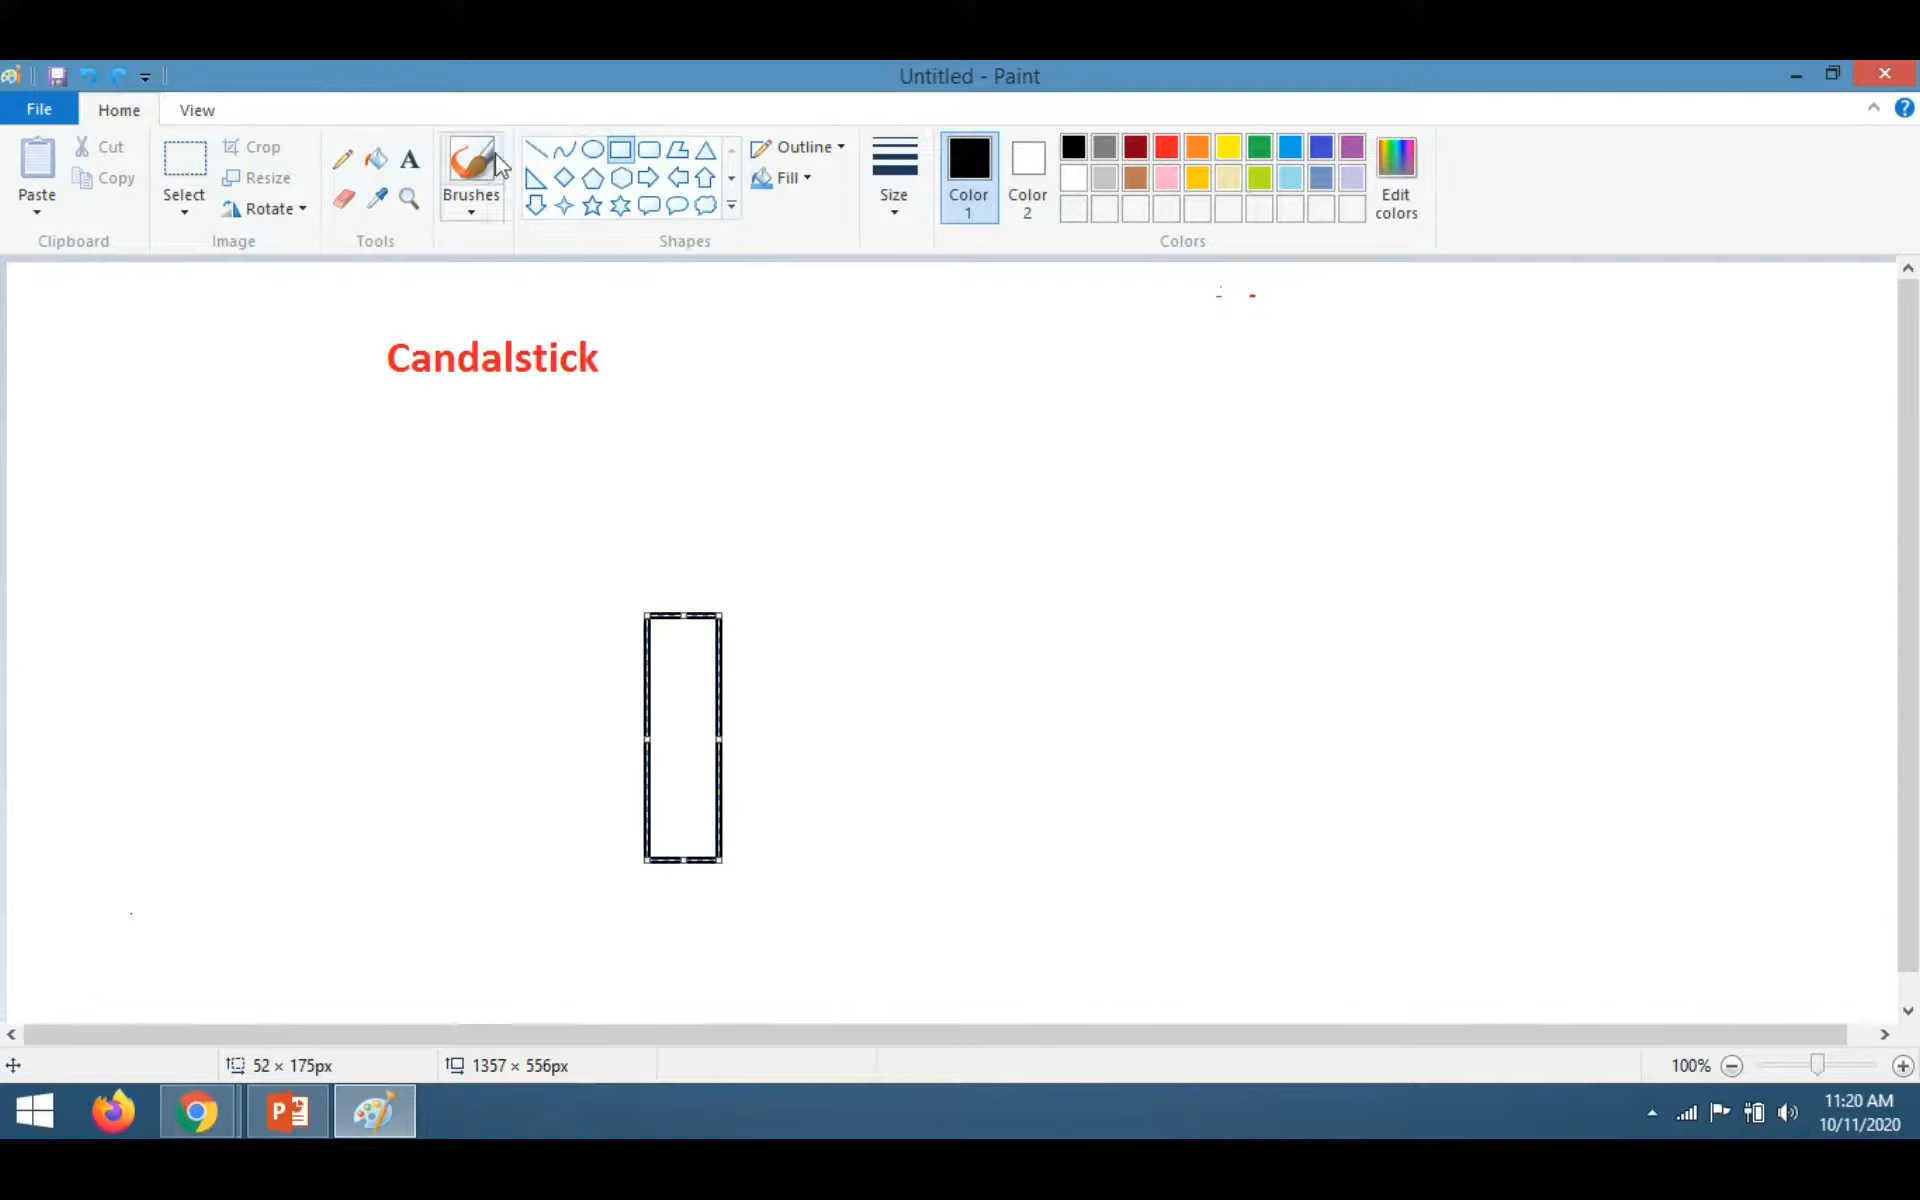 Untitled - Paint
File Home View
Cut Crop Outline
Copy Resize Fill
Paste Select Rotate A Brushes Size Color 1 Color 2 Edit colors
Clipboard Image Tools Shapes Colors
Candalstick
52 × 175px 1357 × 556px 100%
11:20 AM
10/11/2020